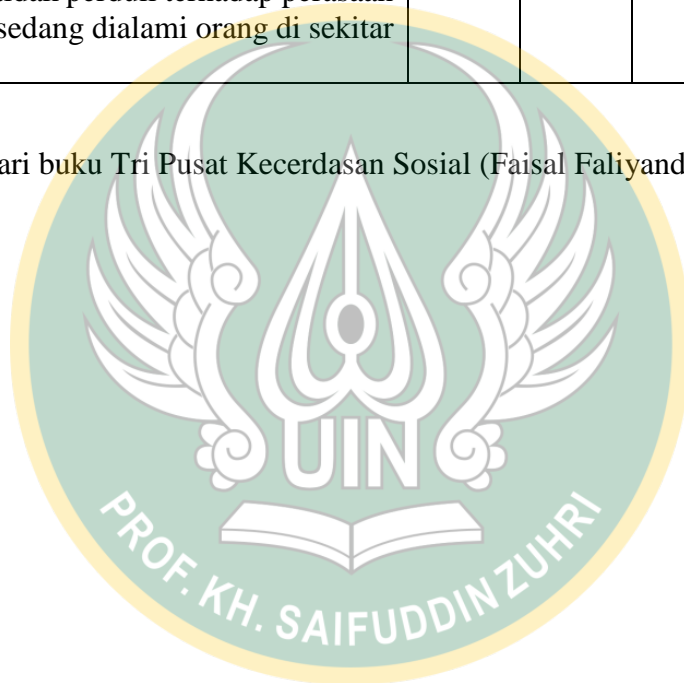 sedang dialami orang di sekitar
ari buku Tri Pusat Kecerdasan Sosial (Faisal Faliyand
UIN
PROF. KH. SAIFUDDIN ZUHRI